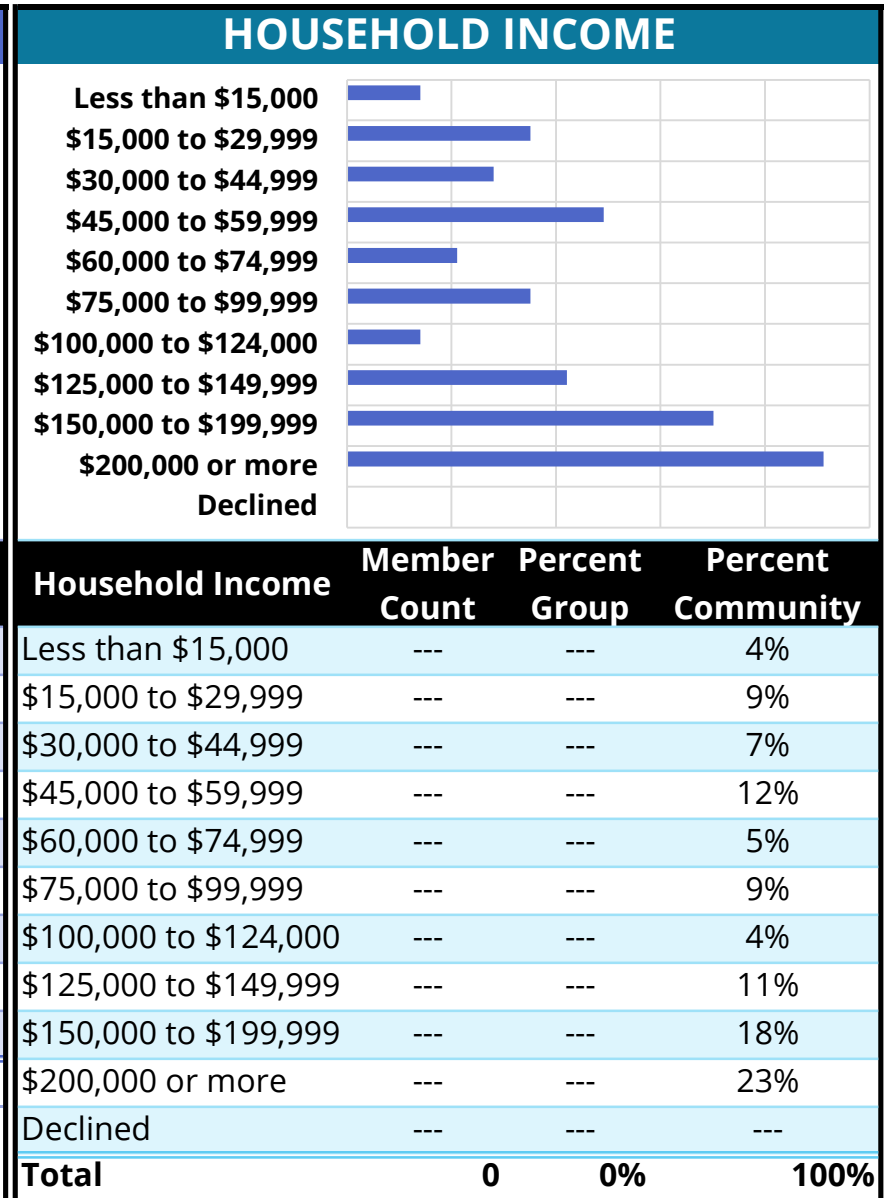 HOUSEHOLD INCOME
Less than $15,000
$15,000 to $29,999
$30,000 to $44,999
$45,000 to $59,999
$60,000 to $74,999
$75,000 to $99,999
$100,000 to $124,000
$125,000 to $149,999
$150,000 to $199,999
$200,000 or more
Declined
Household Income Member Count Percent Group Percent Community
Less than $15,000 --- --- 4%
$15,000 to $29,999 --- --- 9%
$30,000 to $44,999 --- --- 7%
$45,000 to $59,999 --- --- 12%
$60,000 to $74,999 --- --- 5%
$75,000 to $99,999 --- --- 9%
$100,000 to $124,000 --- --- 4%
$125,000 to $149,999 --- --- 11%
$150,000 to $199,999 --- --- 18%
$200,000 or more --- --- 23%
Declined --- --- ---
Total 0 0% 100%